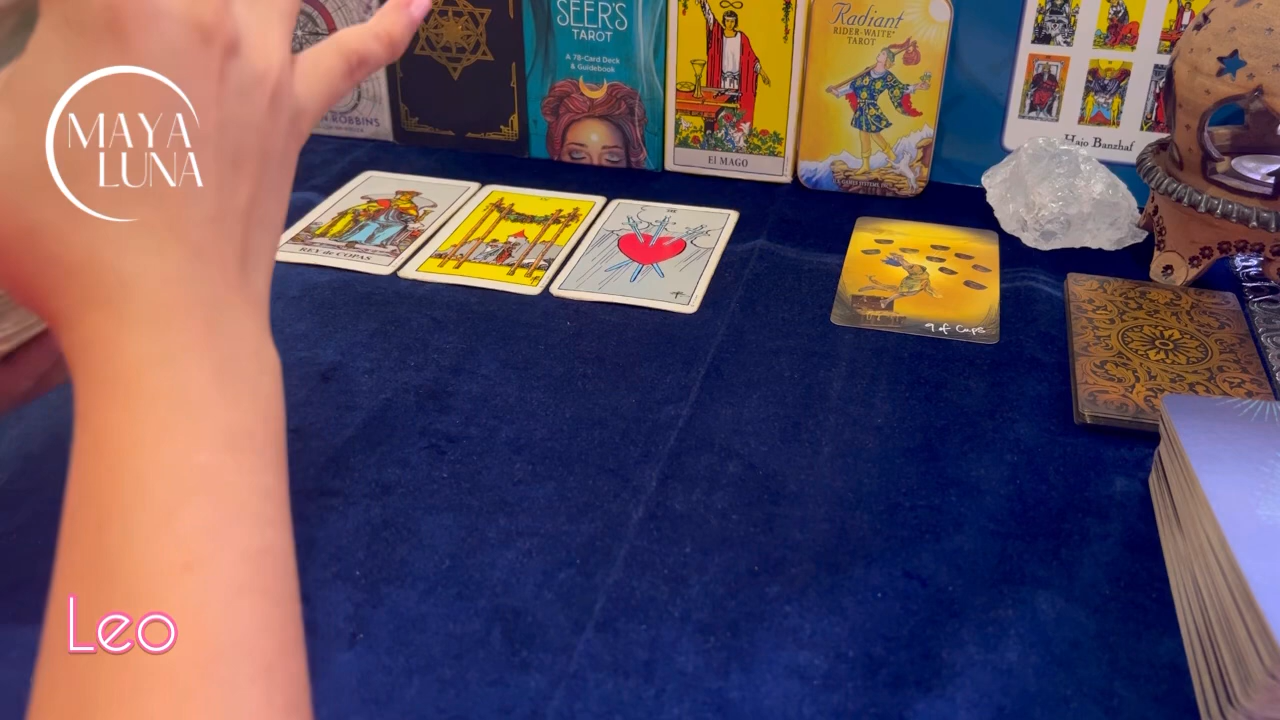 MAYA
LUNA
N ROBBINS
SEER'S
TAROT
A 78-Card Deck
& Guidebook
EL MAGO
Radiant
RIDER-WAITE
TAROT
Hajo Banzhaf
REY de COPAS
9 of Cups
Leo